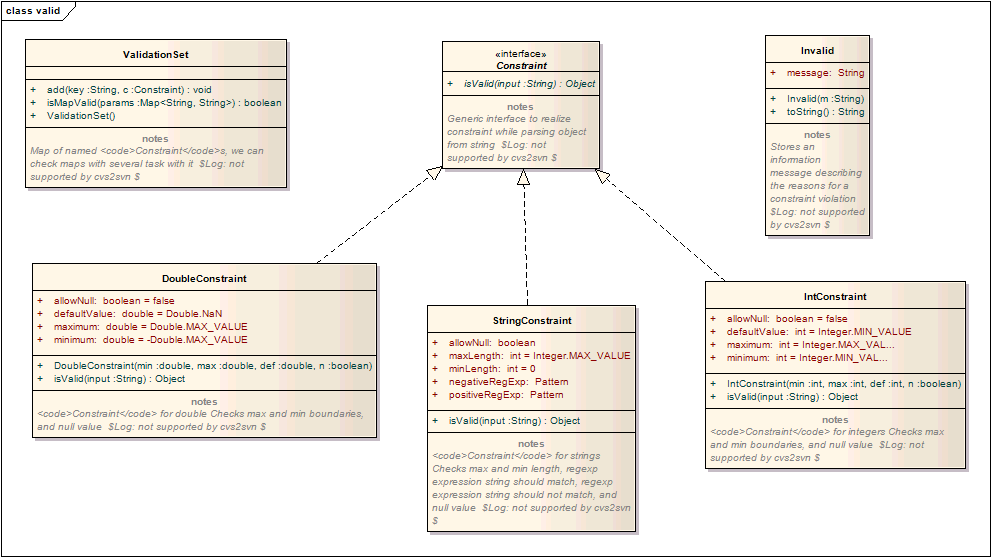 class valid
ValidationSet
+ add(key :String, c :Constraint) : void
+ isMapValid(params :Map<String, String>) : boolean
+ ValidationSet()
notes
Map of named <code>Constraint</code>s, we can
check maps with several task with it  $Log: not
supported by cvs2svn $
«interface»
Constraint
+ isValid(input :String) : Object
notes
Generic interface to realize
constraint while parsing object
from string  $Log: not
supported by cvs2svn $
Invalid
+ message:  String
+ Invalid(m :String)
+ toString() : String
notes
Stores an
information
message describing
the reasons for a
constraint violation
$Log: not supported
by cvs2svn $
DoubleConstraint
+ allowNull:  boolean = false
+ defaultValue:  double = Double.NaN
+ maximum:  double = Double.MAX_VALUE
+ minimum:  double = -Double.MAX_VALUE
+ DoubleConstraint(min :double, max :double, def :double, n :boolean)
+ isValid(input :String) : Object
notes
<code>Constraint</code> for double Checks max and min boundaries,
and null value  $Log: not supported by cvs2svn $
StringConstraint
+ allowNull:  boolean
+ maxLength:  int = Integer.MAX_VALUE
+ minLength:  int = 0
+ negativeRegExp:  Pattern
+ positiveRegExp:  Pattern
+ isValid(input :String) : Object
notes
<code>Constraint</code> for strings
Checks max and min length, regexp
expression string should match, regexp
expression string should not match, and
null value  $Log: not supported by cvs2svn
$
IntConstraint
+ allowNull:  boolean = false
+ defaultValue:  int = Integer.MIN_VALUE
+ maximum:  int = Integer.MAX_VAL...
+ minimum:  int = Integer.MIN_VAL...
+ IntConstraint(min :int, max :int, def :int, n :boolean)
+ isValid(input :String) : Object
notes
<code>Constraint</code> for integers Checks max
and min boundaries, and null value  $Log: not
supported by cvs2svn $